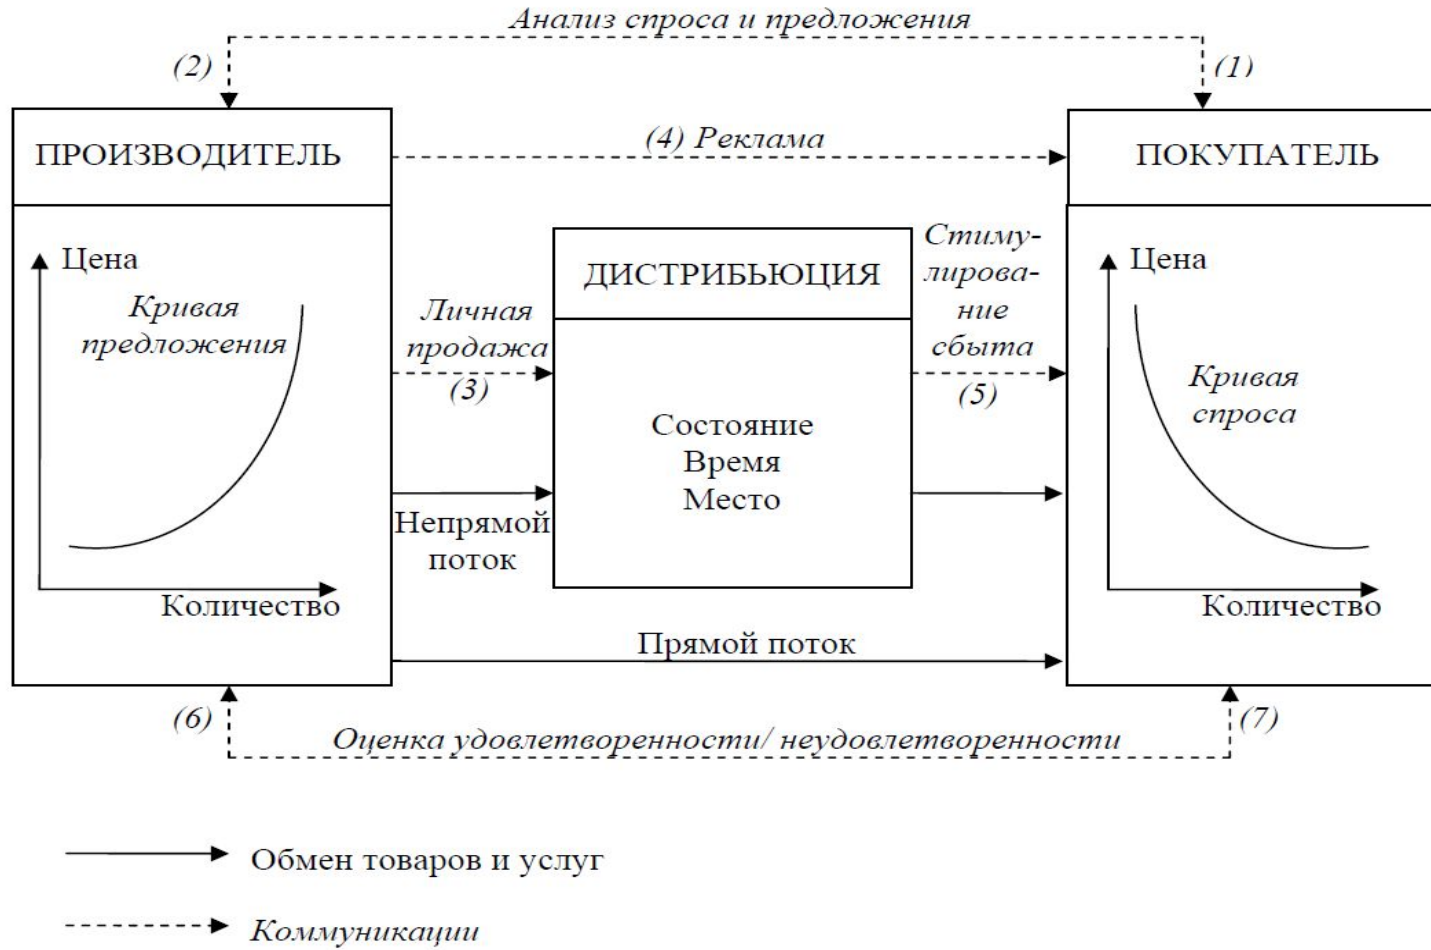 Анализ спроса и предложения
(2)
(1)
ПРОИЗВОДИТЕЛЬ
(4) Реклама
ПОКУПАТЕЛЬ
Цена
Кривая
предложения
Количество
Личная
продажа
(3)
Непрямой
поток
ДИСТРИБЬЮЦИЯ
Состояние
Время
Место
Стиму-
лирова-
ние
сбыта
(5)
Цена
Кривая
спроса
Количество
Прямой поток
(6)
(7)
Оценка удовлетворенности/ неудовлетворенности
Обмен товаров и услуг
Коммуникации